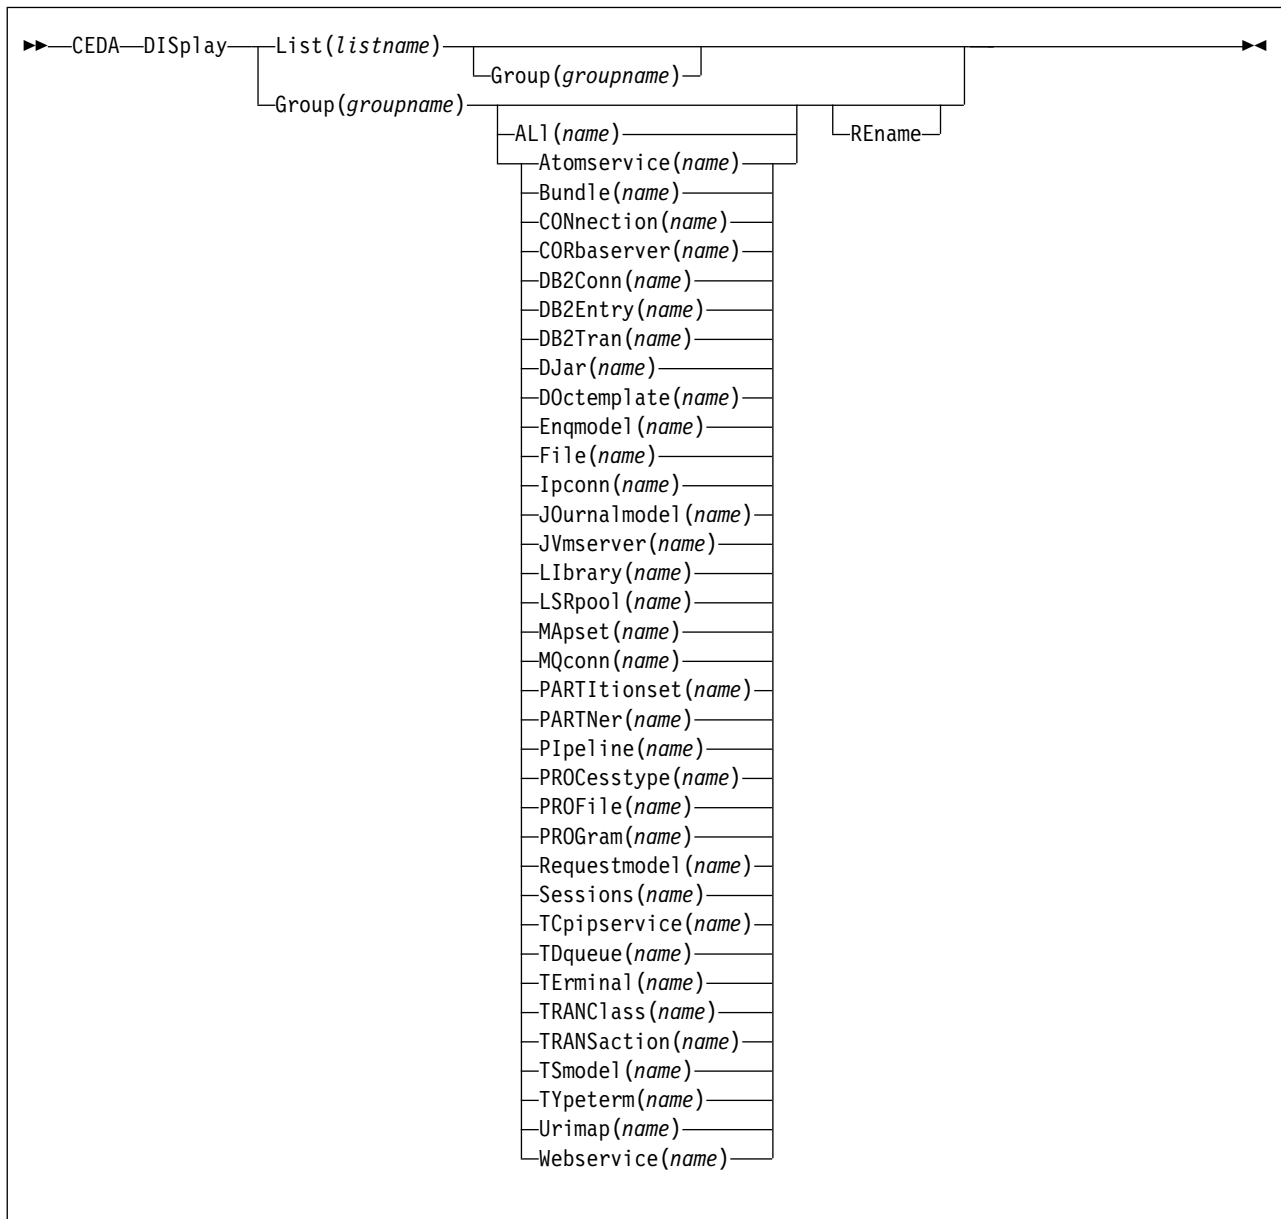 CEDA DISplay List(listname)
Group(groupname)
Group(groupname)
ALl(name) REname
Atomservice(name)
Bundle(name)
CONnection(name)
CORbaserver(name)
DB2Conn(name)
DB2Entry(name)
DB2Tran(name)
DJar(name)
DOctemplate(name)
Enqmodel(name)
File(name)
Ipconn(name)
JOurnalmodel(name)
JVmserver(name)
LIbrary(name)
LSRpool(name)
MApset(name)
MQconn(name)
PARTItionset(name)
PARTNer(name)
PIpeline(name)
PROCesstype(name)
PROFile(name)
PROGram(name)
Requestmodel(name)
Sessions(name)
TCpipservice(name)
TDqueue(name)
TErminal(name)
TRANClass(name)
TRANSaction(name)
TSmodel(name)
TYpeterm(name)
Urimap(name)
Webservice(name)